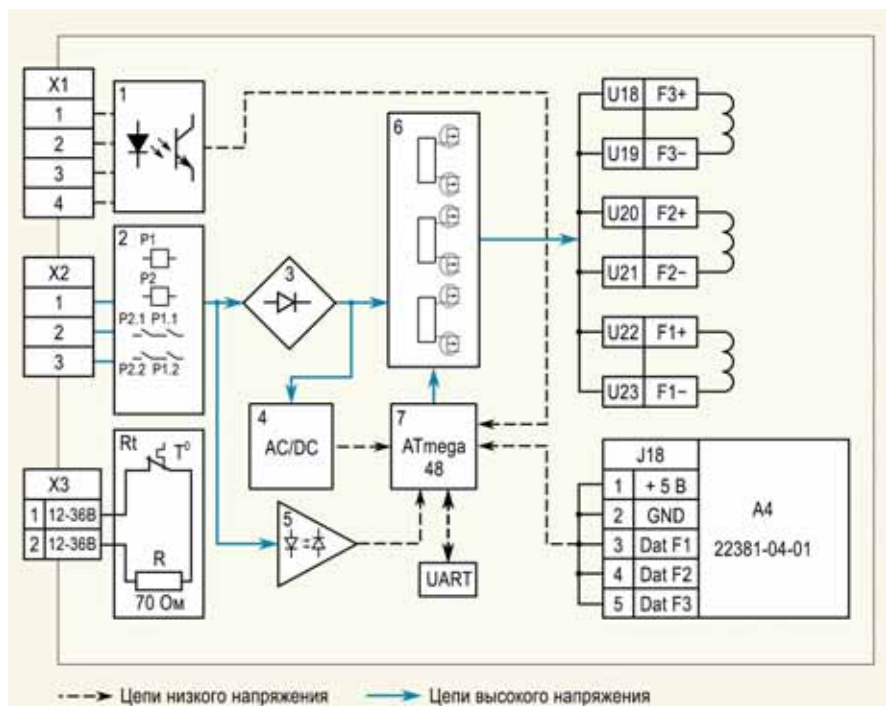 X1
1
2
3
4
1
X2
1
2
3
2
P1
P2
P2.1 P1.1
P2.2 P1.2
3
4
AC/DC
5
6
7
ATmega
48
UART
X3
1 12-36В
2 12-36В
Rt
T⁰
R
70 Ом
U18 F3+
U19 F3−
U20 F2+
U21 F2−
U22 F1+
U23 F1−
J18
1 + 5 В
2 GND
3 Dat F1
4 Dat F2
5 Dat F3
A4
22381-04-01
Цепи низкого напряжения
Цепи высокого напряжения